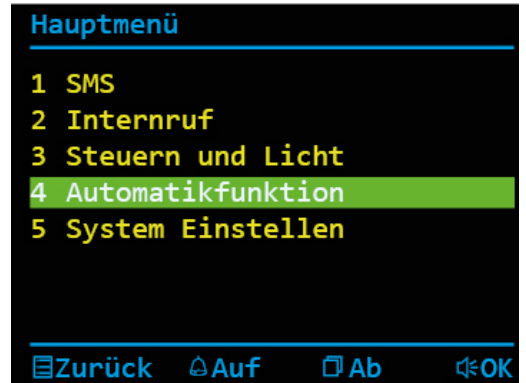 Hauptmenü
1 SMS
2 Internruf
3 Steuern und Licht
4 Automatikfunktion
5 System Einstellen
Zurück Auf Ab OK